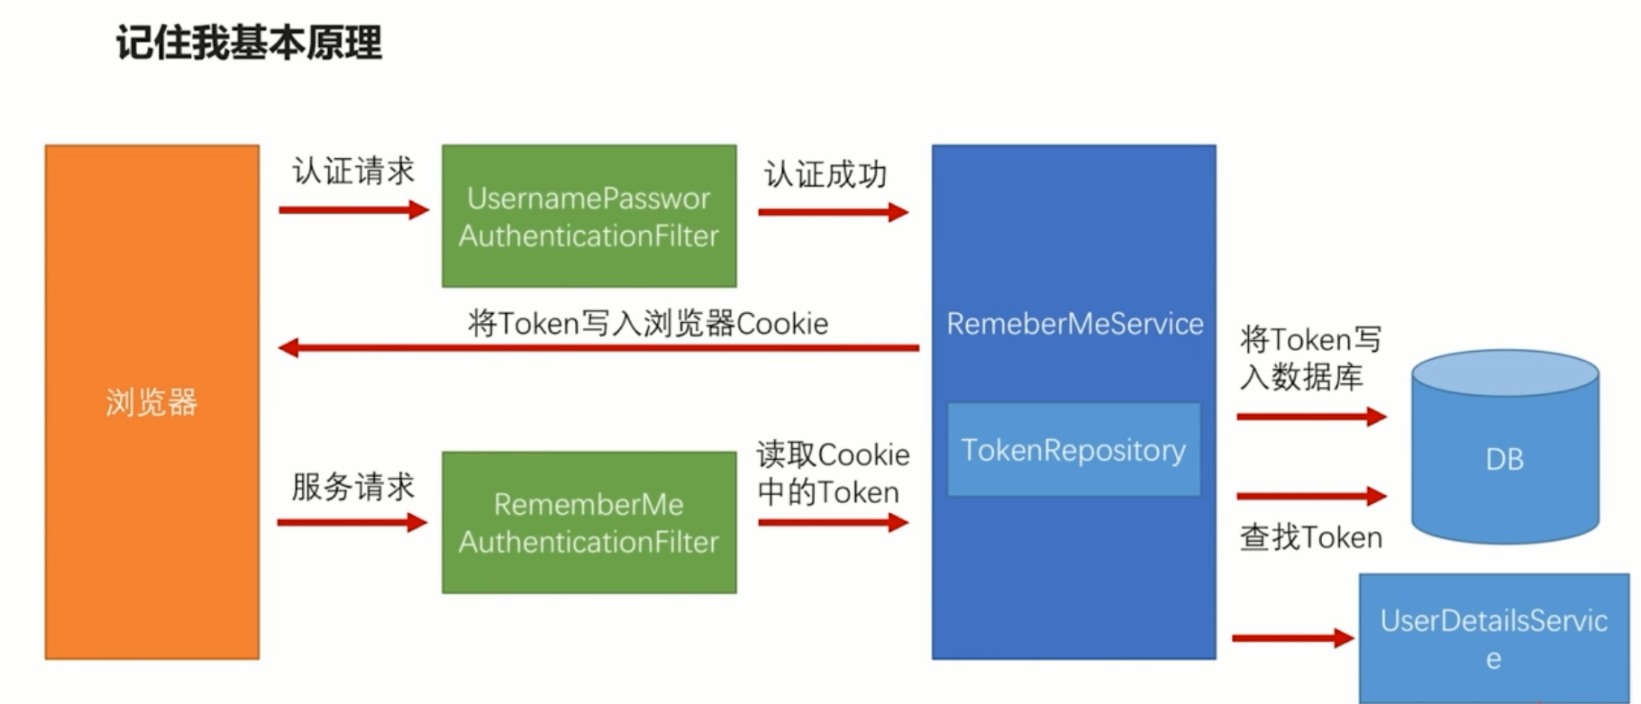 记住我基本原理
认证请求
UsernamePasswor
AuthenticationFilter
认证成功
将Token写入浏览器Cookie
RemeberMeService
将Token写
入数据库
浏览器
TokenRepository
DB
服务请求
RememberMe
AuthenticationFilter
读取Cookie
中的Token
查找Token
UserDetailsServic
e